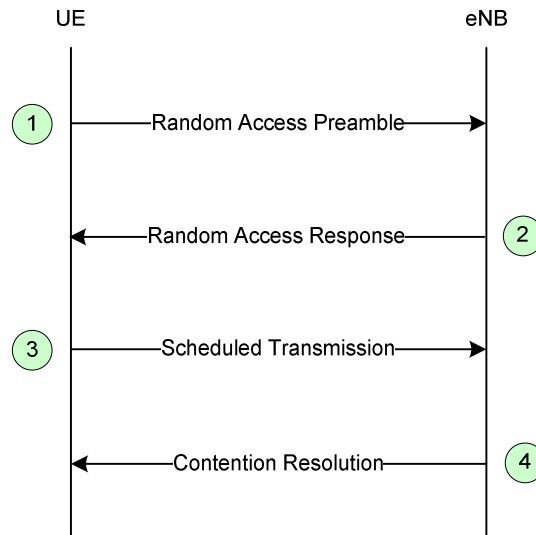 UE
eNB
1
Random Access Preamble
Random Access Response
2
3
Scheduled Transmission
Contention Resolution
4